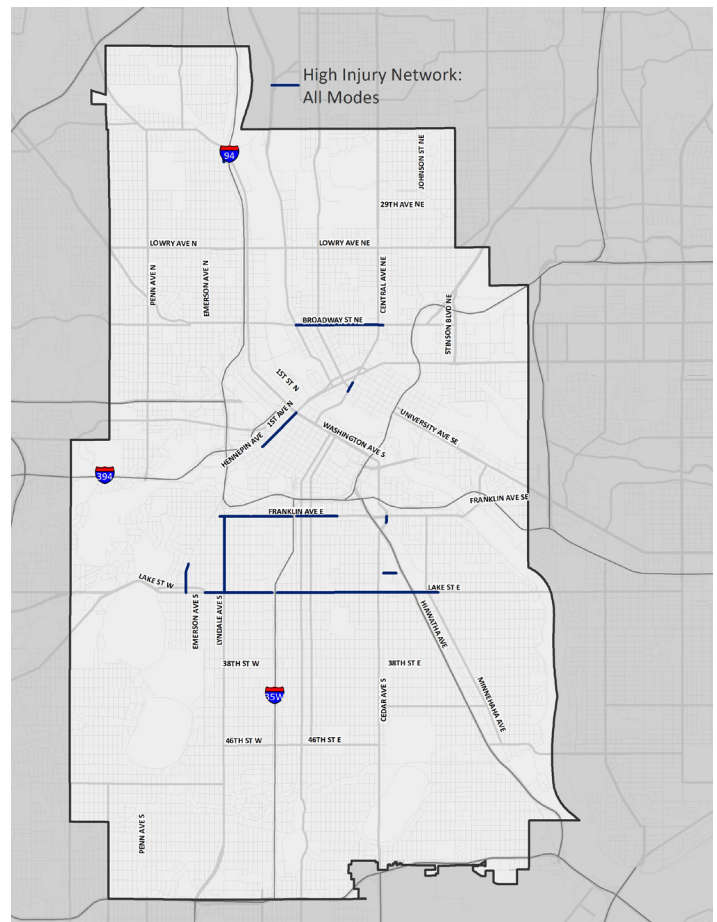 High Injury Network:
All Modes
94
JOHNSON ST NE
29TH AVE NE
LOWRY AVE N
LOWRY AVE NE
PENN AVE N
EMERSON AVE N
CENTRAL AVE NE
STINSON BLVD NE
BROADWAY ST NE
1ST ST N
1ST AVE N
HENNEPIN AVE
WASHINGTON AVE S
UNIVERSITY AVE SE
394
FRANKLIN AVE SE
FRANKLIN AVE E
LAKE ST W
LAKE ST E
EMERSON AVE S
LYNDALE AVE S
HIAWATHA AVE
38TH ST W
38TH ST E
35W
CEDAR AVE S
MINNEHAHA AVE
46TH ST W
46TH ST E
PENN AVE S